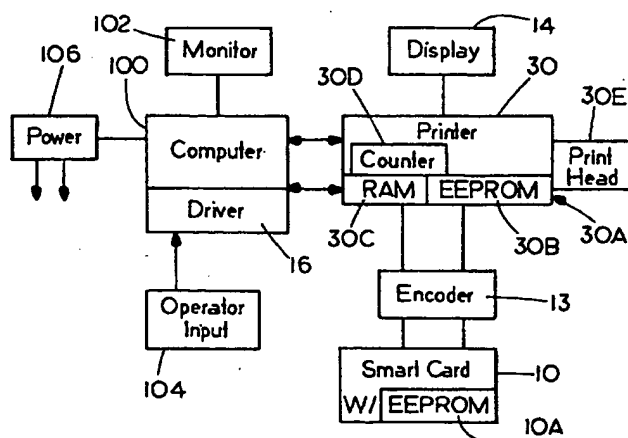 102
Monitor
14
Display
106
100
30D
30
30E
Power
Computer
Printer
Counter
Print
Head
RAM
EEPROM
Driver
16
30C
30B
30A
Operator
Input
104
Encoder
13
Smart Card
10
W/ EEPROM
10A